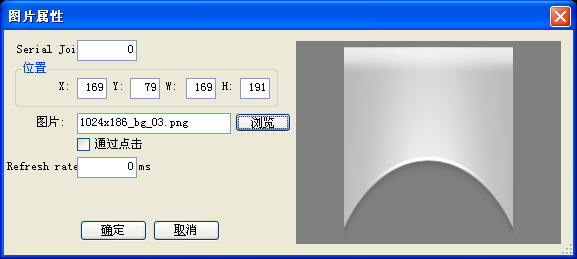 图片属性
Serial Joi 0
位置
X: 169 Y: 79 W: 169 H: 191
图片: 1024x186_bg_03.png 浏览
通过点击
Refresh rate 0 ms
确定 取消